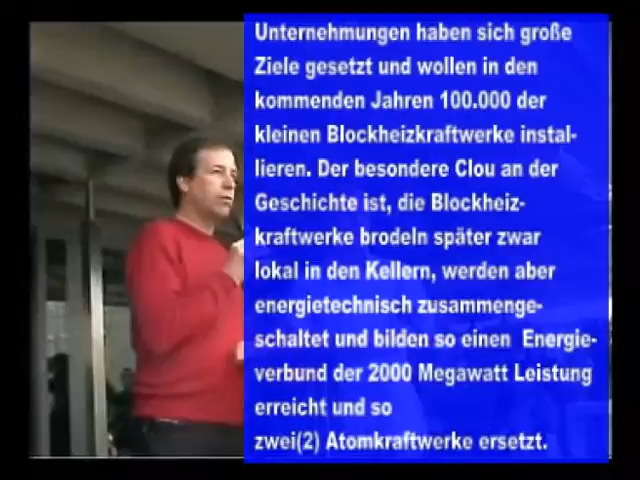 Unternehmungen haben sich große
Ziele gesetzt und wollen in den
kommenden Jahren 100.000 der
kleinen Blockheizkraftwerke instal-
lieren. Der besondere Clou an der
Geschichte ist, die Blockheiz-
kraftwerke brodeln später zwar
lokal in den Kellern, werden aber
energietechnisch zusammenge-
schaltet und bilden so einen Energie-
verbund der 2000 Megawatt Leistung
erreicht und so
zwei(2) Atomkraftwerke ersetzt.